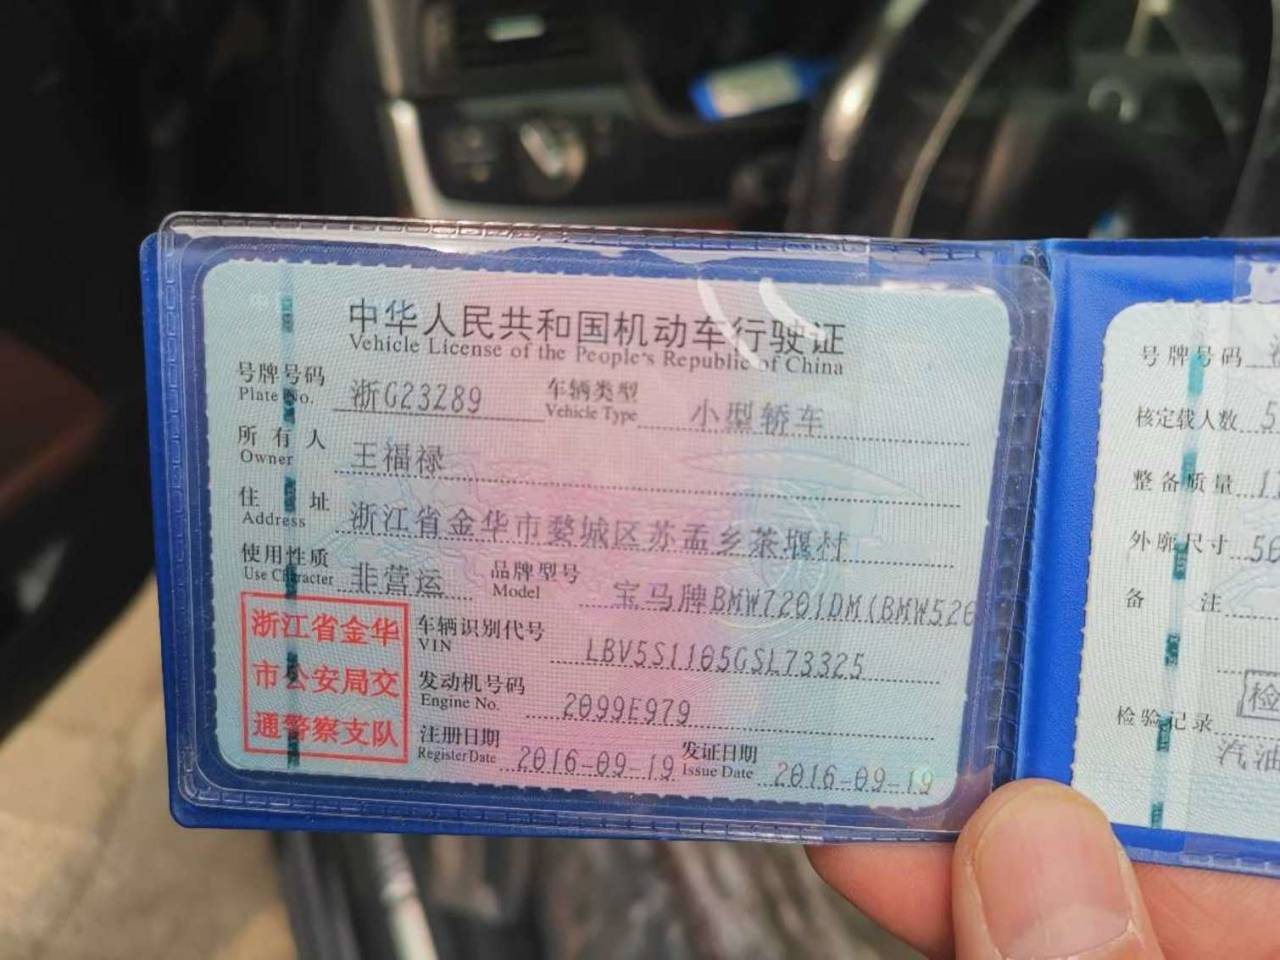 中华人民共和国机动车行驶证
Vehicle License of the People's Republic of China
号牌号码 浙G23Z89 车辆类型 小型轿车
Plate No. Vehicle Type
所有人 王福禄
Owner
住址 浙江省金华市婺城区苏孟乡茶堰村
Address
使用性质 非营运 品牌型号 宝马牌BMW7201DM(BMW526
Use Character Model
浙江省金华
市公安局交
通警察支队
车辆识别代号 LBV5S1105GSL73325
VIN
发动机号码 2099E979
Engine No.
注册日期 2016-09-19 发证日期 2016-09-19
Register Date Issue Date
号牌号码
核定载人数 5
整备质量
外廓尺寸 50
备注
检
检验记录
汽油